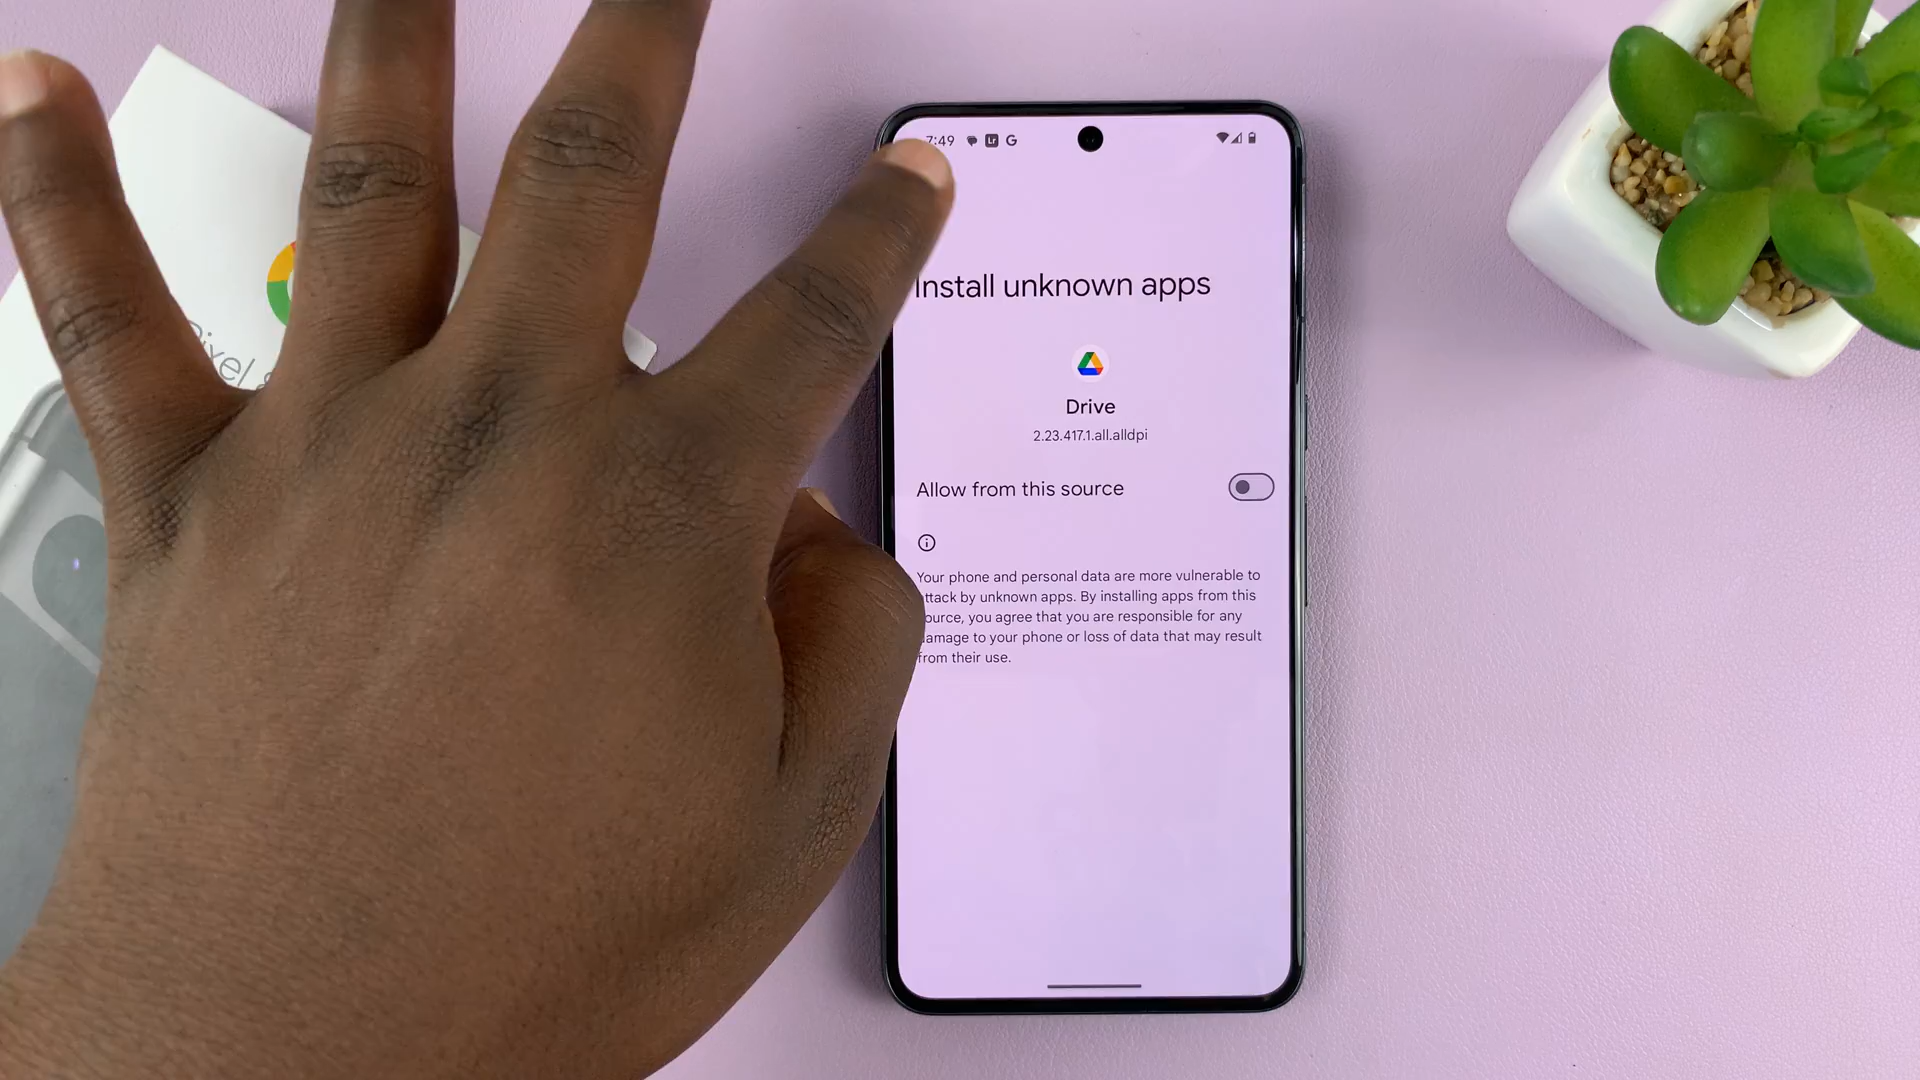 7:49
Install unknown apps
Drive
2.23.417.1.all.alldpi
Allow from this source
Your phone and personal data are more vulnerable to
ttack by unknown apps. By installing apps from this
ource, you agree that you are responsible for any
amage to your phone or loss of data that may result
from their use.
Pixel 8